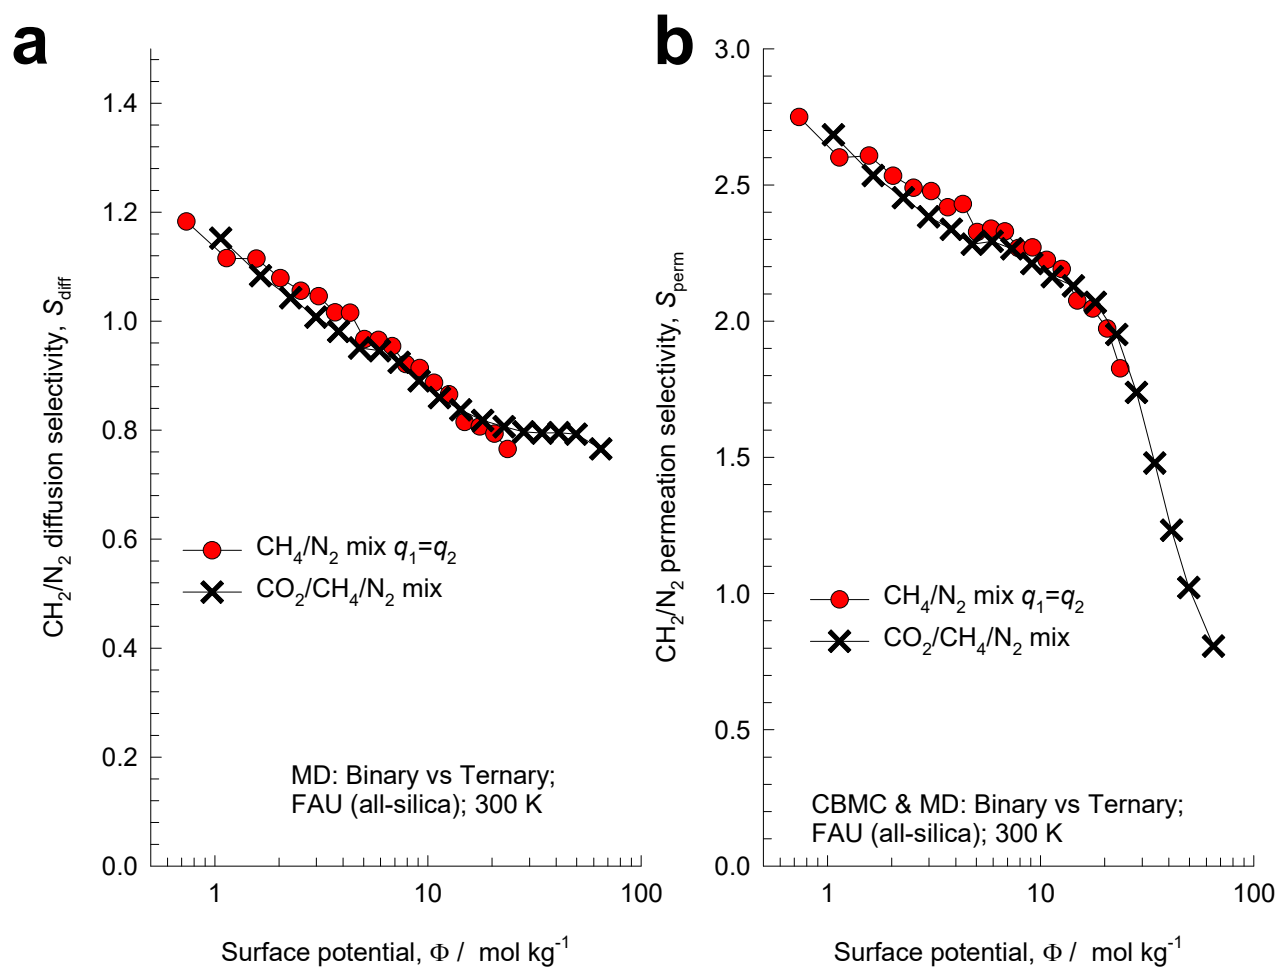 a
1.4
1.2
1.0
0.8
0.6
0.4
0.2
0.0
CH₂/N₂ diffusion selectivity, S_diff
CH₄/N₂ mix q₁=q₂
CO₂/CH₄/N₂ mix
MD: Binary vs Ternary;
FAU (all-silica); 300 K
1 10 100
Surface potential, Φ / mol kg⁻¹
b
3.0
2.5
2.0
1.5
1.0
0.5
0.0
CH₂/N₂ permeation selectivity, S_perm
CH₄/N₂ mix q₁=q₂
CO₂/CH₄/N₂ mix
CBMC & MD: Binary vs Ternary;
FAU (all-silica); 300 K
1 10 100
Surface potential, Φ / mol kg⁻¹